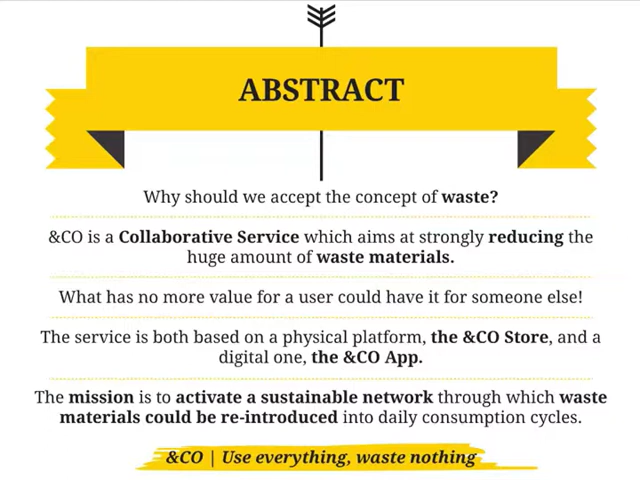 ABSTRACT
Why should we accept the concept of waste?
&CO is a Collaborative Service which aims at strongly reducing the
huge amount of waste materials.
What has no more value for a user could have it for someone else!
The service is both based on a physical platform, the &CO Store, and a
digital one, the &CO App.
The mission is to activate a sustainable network through which waste
materials could be re-introduced into daily consumption cycles.
&CO | Use everything, waste nothing